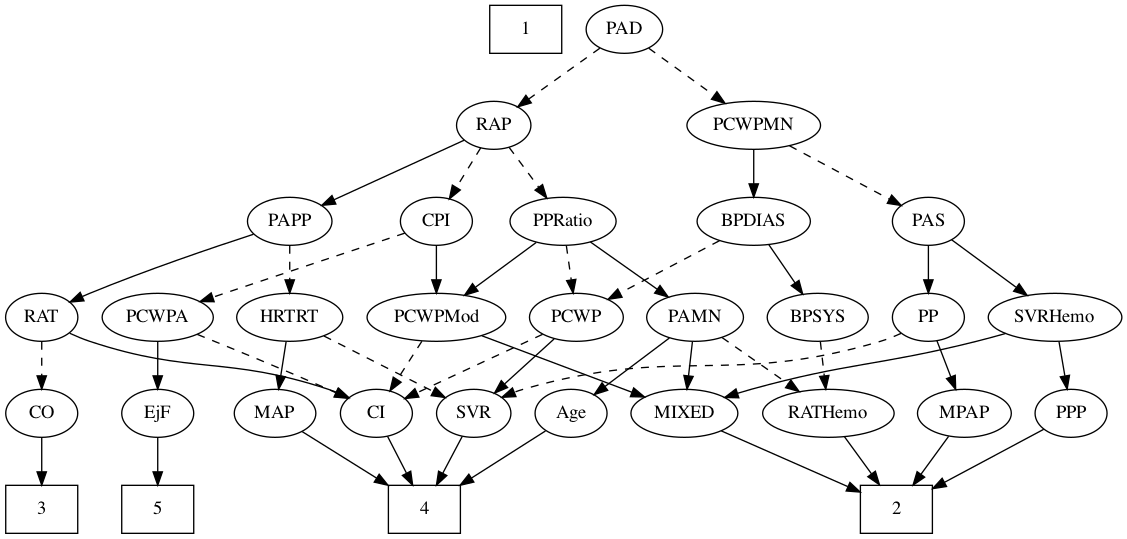 1 PAD
RAP PCWPMN
PAPP CPI PPRatio BPDIAS PAS
RAT PCWPA HRTRT PCWPMod PCWP PAMN BPSYS PP SVRHemo
CO EjF MAP CI SVR Age MIXED RATHemo MPAP PPP
3 5 4 2